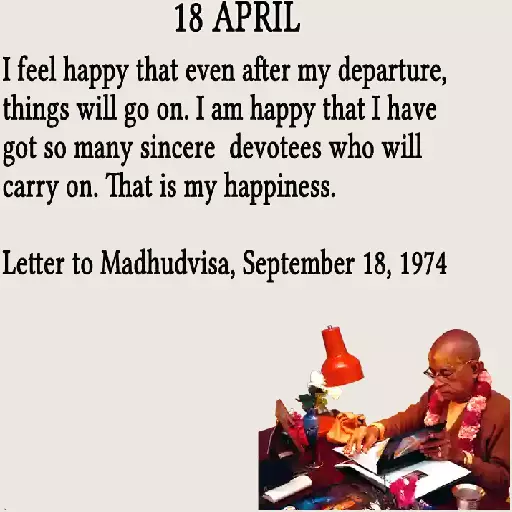 18 APRIL
I feel happy that even after my departure,
things will go on. I am happy that I have
got so many sincere  devotees who will
carry on. That is my happiness.
Letter to Madhudvisa, September 18, 1974